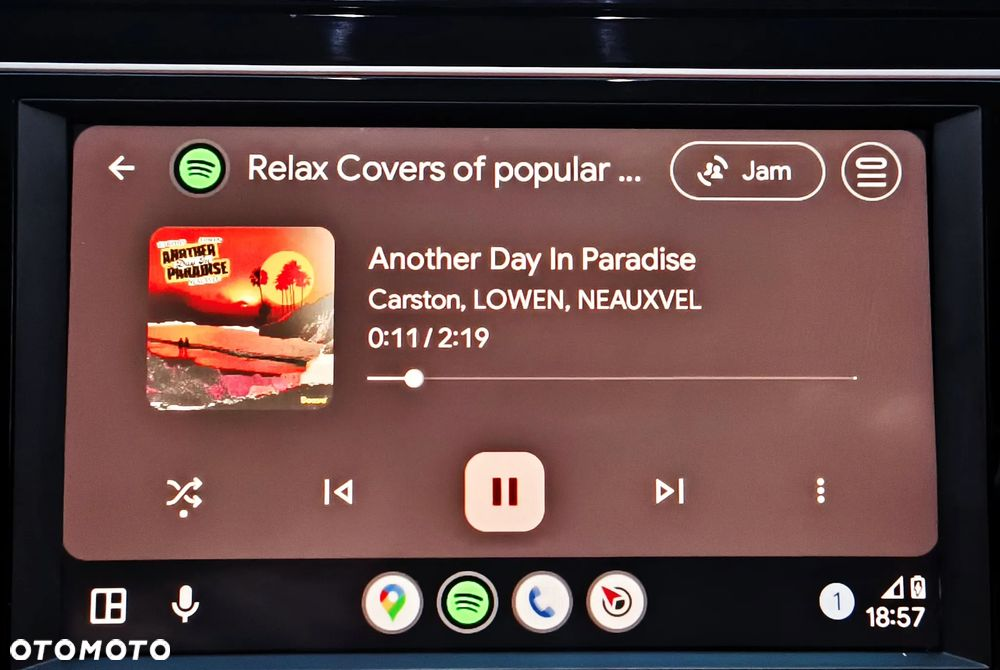 Relax Covers of popular ...
Jam
ANOTHER
Day In
PARADISE
NEAUXVEL
Another Day In Paradise
Carston, LOWEN, NEAUXVEL
0:11 / 2:19
1
18:57
OTOMOTO